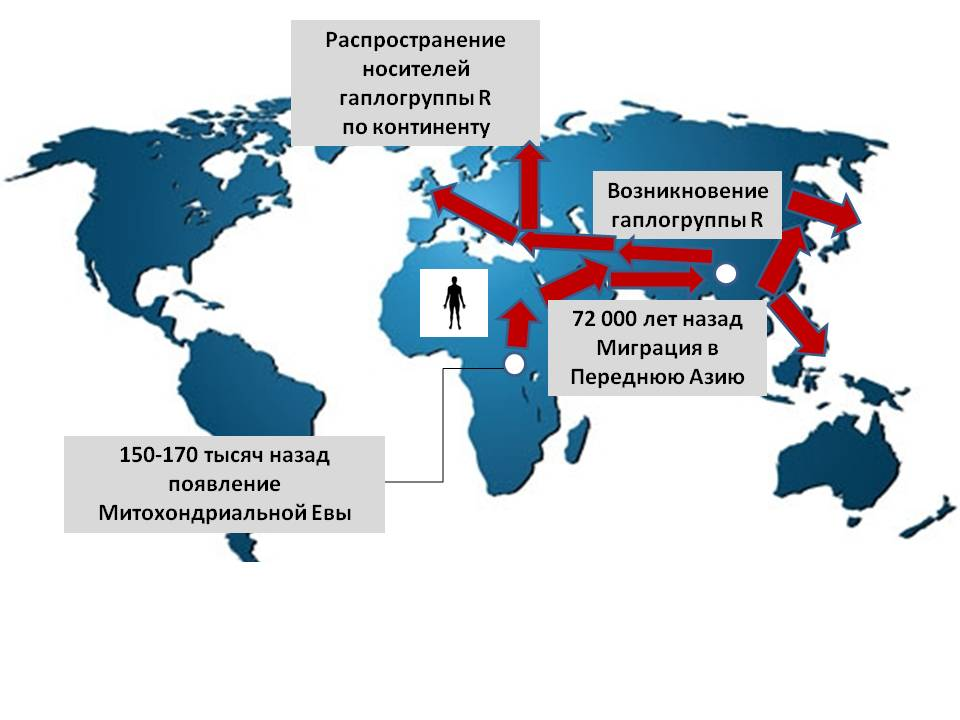 Распространение
носителей
гаплогруппы R
по континенту
Возникновение
гаплогруппы R
72 000 лет назад
Миграция в
Переднюю Азию
150-170 тысяч назад
появление
Митохондриальной Евы